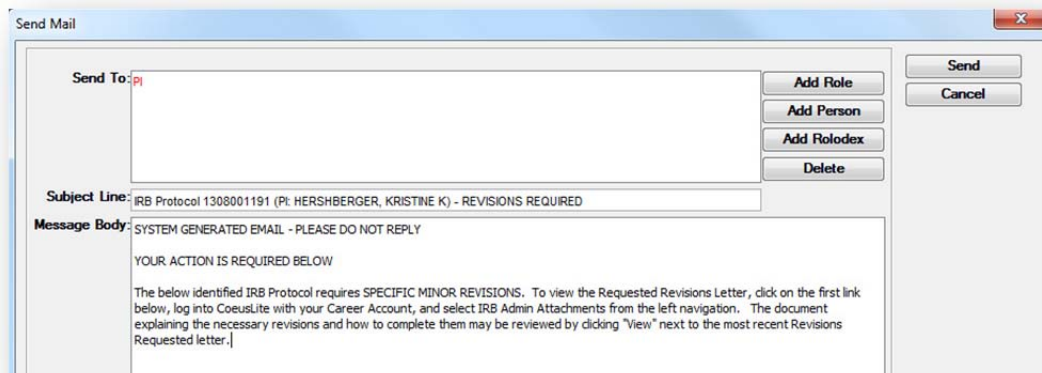 Send Mail
X
Send To:
PI
Add Role
Add Person
Add Rolodex
Delete
Send
Cancel
Subject Line:
IRB Protocol 1308001191 (PI: HERSHBERGER, KRISTINE K) - REVISIONS REQUIRED
Message Body:
SYSTEM GENERATED EMAIL - PLEASE DO NOT REPLY
YOUR ACTION IS REQUIRED BELOW
The below identified IRB Protocol requires SPECIFIC MINOR REVISIONS. To view the Requested Revisions Letter, click on the first link
below, log into CoeusLite with your Career Account, and select IRB Admin Attachments from the left navigation. The document
explaining the necessary revisions and how to complete them may be reviewed by clicking "View" next to the most recent Revisions
Requested letter.